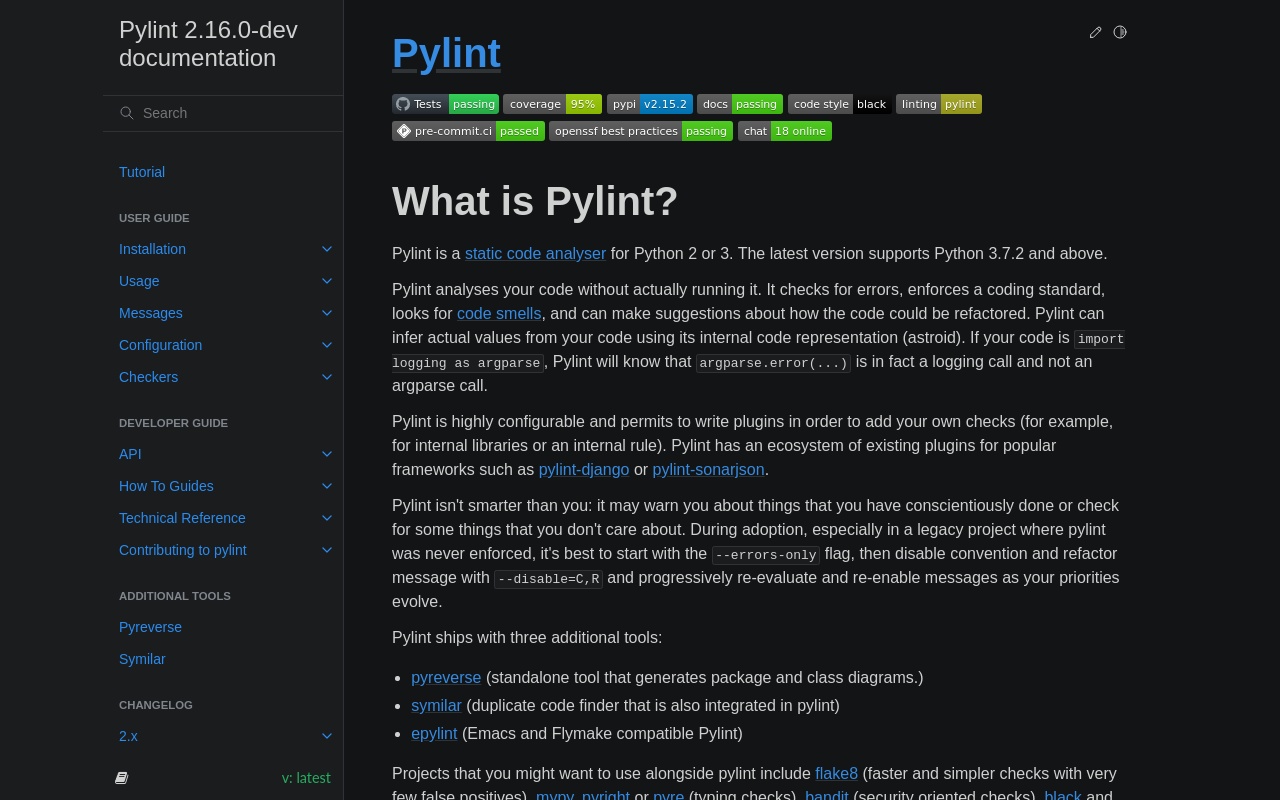 Pylint 2.16.0-dev
documentation
Search
Tutorial
USER GUIDE
Installation
Usage
Messages
Configuration
Checkers
DEVELOPER GUIDE
API
How To Guides
Technical Reference
Contributing to pylint
ADDITIONAL TOOLS
Pyreverse
Symilar
CHANGELOG
2.x
v: latest
Pylint
Tests passing coverage 95% pypi v2.15.2 docs passing code style black linting pylint
pre-commit.ci passed openssf best practices passing chat 18 online
What is Pylint?
Pylint is a static code analyser for Python 2 or 3. The latest version supports Python 3.7.2 and above.
Pylint analyses your code without actually running it. It checks for errors, enforces a coding standard,
looks for code smells, and can make suggestions about how the code could be refactored. Pylint can
infer actual values from your code using its internal code representation (astroid). If your code is import
logging as argparse, Pylint will know that argparse.error(...) is in fact a logging call and not an
argparse call.
Pylint is highly configurable and permits to write plugins in order to add your own checks (for example,
for internal libraries or an internal rule). Pylint has an ecosystem of existing plugins for popular
frameworks such as pylint-django or pylint-sonarjson.
Pylint isn't smarter than you: it may warn you about things that you have conscientiously done or check
for some things that you don't care about. During adoption, especially in a legacy project where pylint
was never enforced, it's best to start with the --errors-only flag, then disable convention and refactor
message with --disable=C,R and progressively re-evaluate and re-enable messages as your priorities
evolve.
Pylint ships with three additional tools:
• pyreverse (standalone tool that generates package and class diagrams.)
• symilar (duplicate code finder that is also integrated in pylint)
• epylint (Emacs and Flymake compatible Pylint)
Projects that you might want to use alongside pylint include flake8 (faster and simpler checks with very
few false positives), mypy, pyright or pyre (typing checks), bandit (security oriented checks), black and